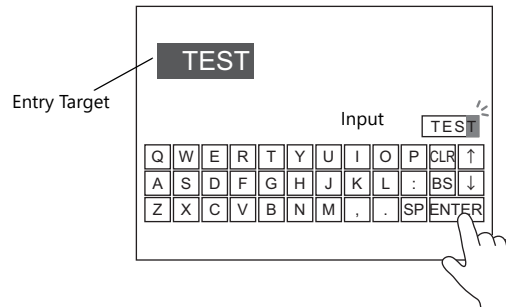 TEST
Entry Target
Input TEST
Q W E R T Y U I O P CLR ↑
A S D F G H J K L : BS ↓
Z X C V B N M , . SP ENTER